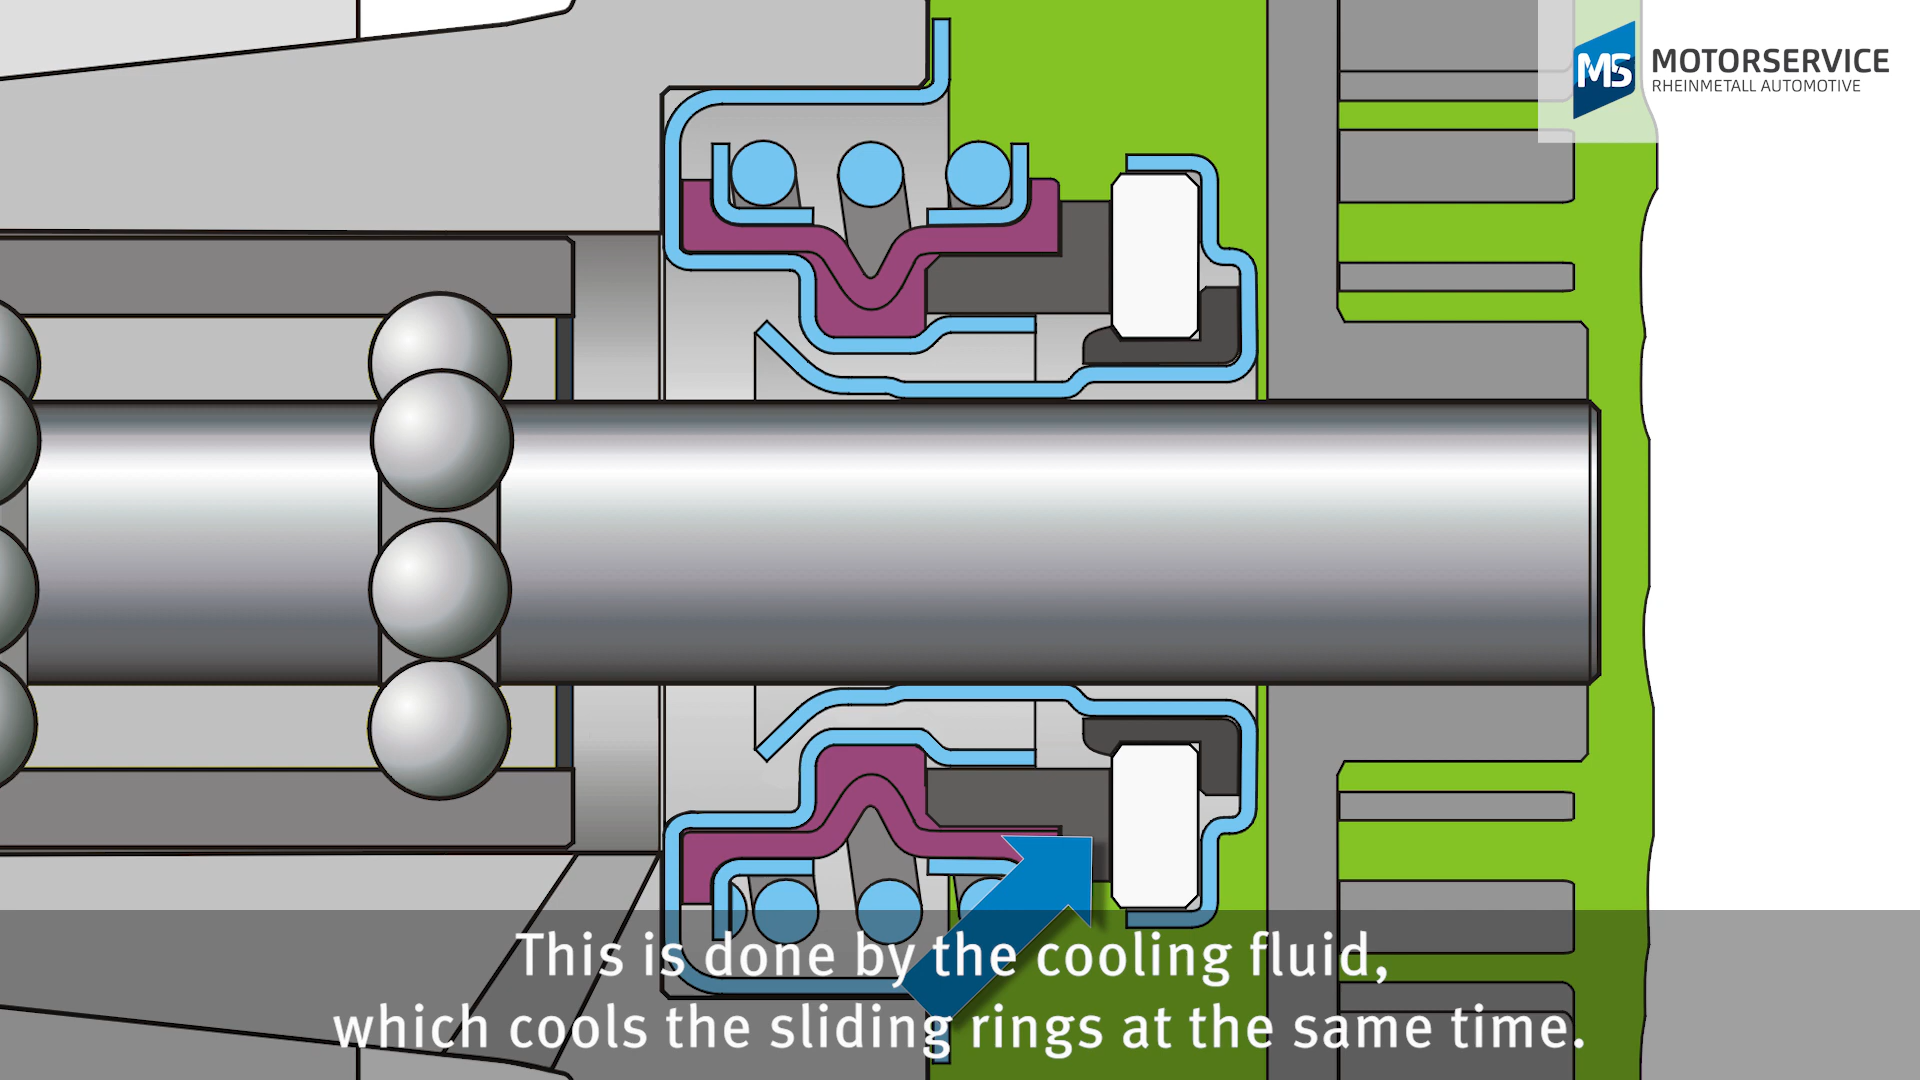 MS MOTORSERVICE
RHEINMETALL AUTOMOTIVE
This is done by the cooling fluid,
which cools the sliding rings at the same time.